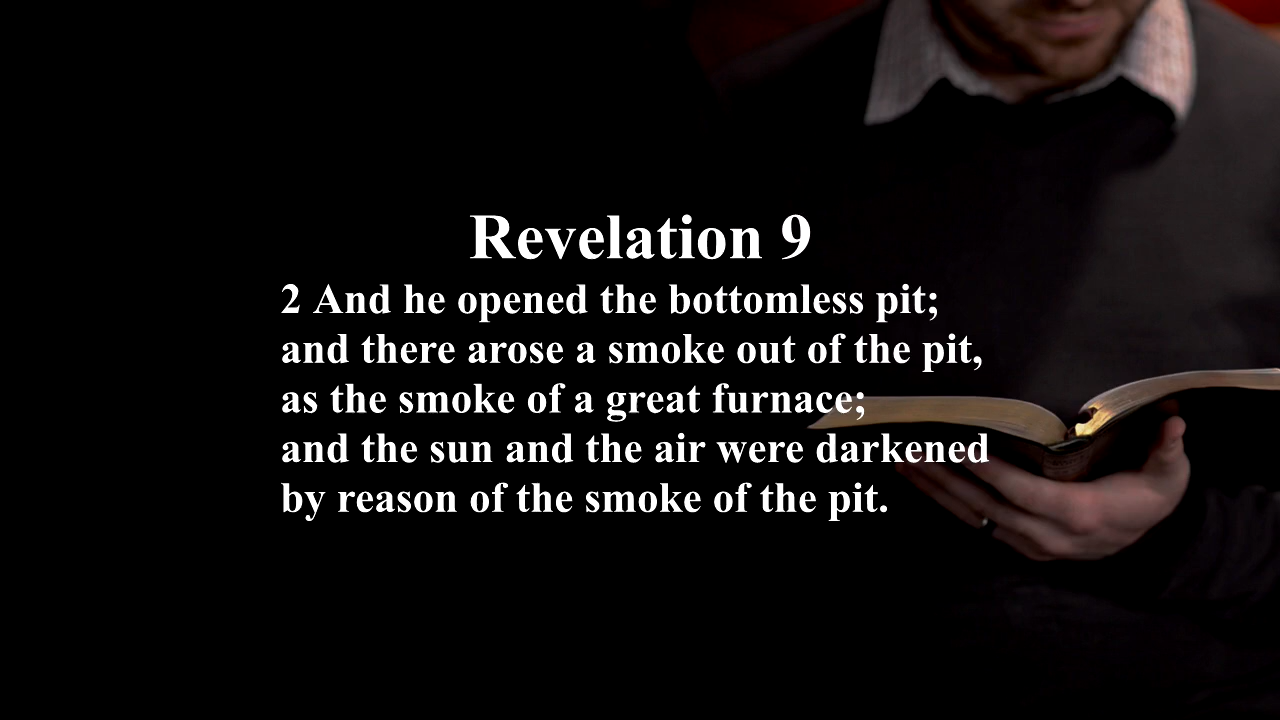 Revelation 9
2 And he opened the bottomless pit;
and there arose a smoke out of the pit,
as the smoke of a great furnace;
and the sun and the air were darkened
by reason of the smoke of the pit.